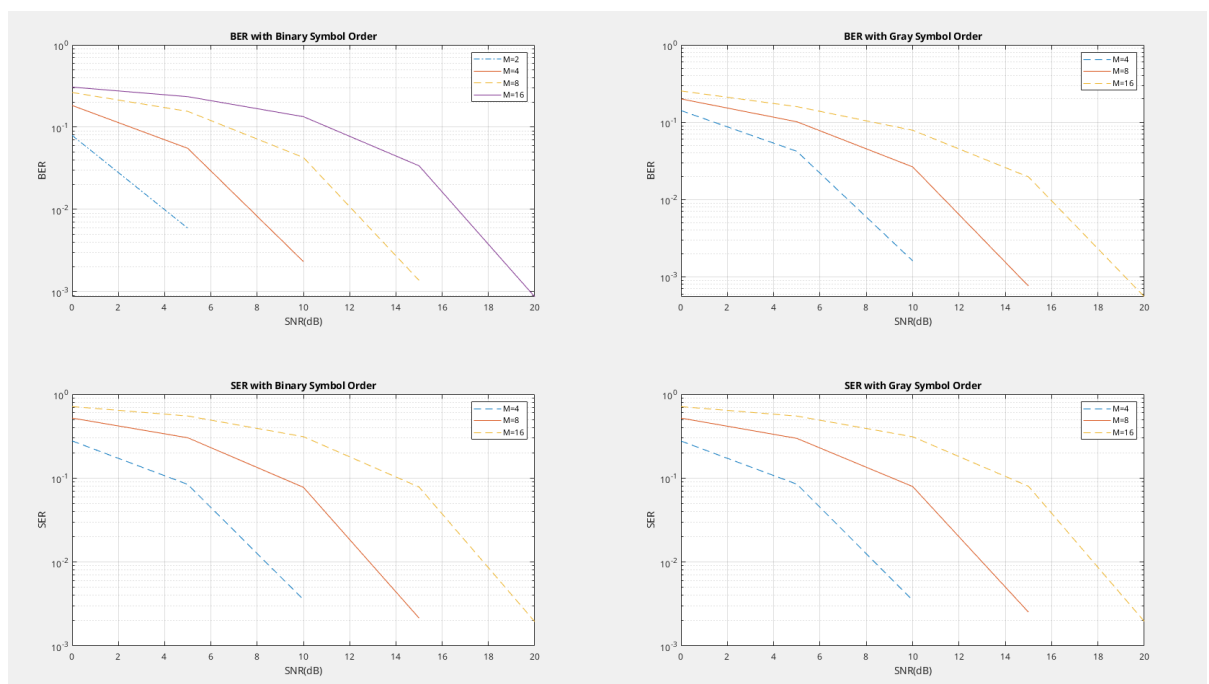 BER with Binary Symbol Order
10^0
10^-1
10^-2
10^-3
BER
M=2
M=4
M=8
M=16
0 2 4 6 8 10 12 14 16 18 20
SNR(dB)
BER with Gray Symbol Order
10^0
10^-1
10^-2
10^-3
BER
M=4
M=8
M=16
0 2 4 6 8 10 12 14 16 18 20
SNR(dB)
SER with Binary Symbol Order
10^0
10^-1
10^-2
10^-3
SER
M=4
M=8
M=16
0 2 4 6 8 10 12 14 16 18 20
SNR(dB)
SER with Gray Symbol Order
10^0
10^-1
10^-2
10^-3
SER
M=4
M=8
M=16
0 2 4 6 8 10 12 14 16 18 20
SNR(dB)